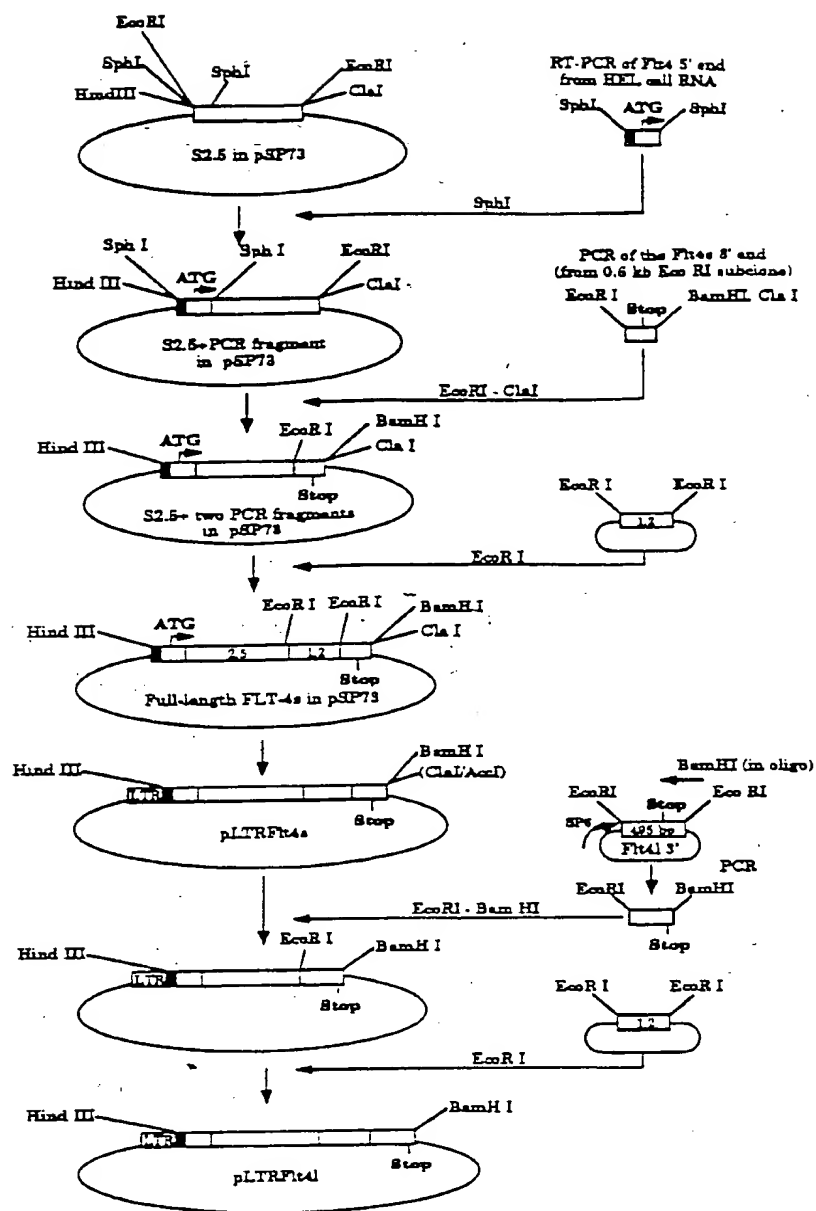 EcoRI
SphI
SphI
EcoRI
HindIII
ClaI
S2.5 in pSP73
RT-PCR of Flt4 5' end
from HEL cell RNA
SphI
ATG
SphI
SphI
Sph I
Sph I
ATG
EcoRI
Hind III
ClaI
S2.5+PCR fragment
in pSP73
PCR of the Flt4s 3' end
(from 0.6 kb Eco RI subclone)
EcoR I
BamHI, Cla I
Stop
EcoRI - ClaI
BamH I
EcoR I
Hind III
ATG
Cla I
Stop
S2.5+ two PCR fragments
in pSP73
EcoR I
EcoR I
1.2
EcoR I
ATG
EcoR I
EcoR I
BamH I
Hind III
Cla I
2.5
1.2
Stop
Full-length FLT-4s in pSP73
Hind III
BamH I
(ClaI/AccI)
LTR
Stop
pLTRFlt4s
BamHI (in oligo)
EcoRI
Eco RI
Stop
SP6
495 bp
Flt4l 3'
PCR
EcoRI
BamHI
Stop
EcoRI - Bam HI
Hind III
EcoR I
BamH I
LTR
Stop
EcoR I
EcoR I
1.2
EcoR I
Hind III
BamH I
LTR
Stop
pLTRFlt4l